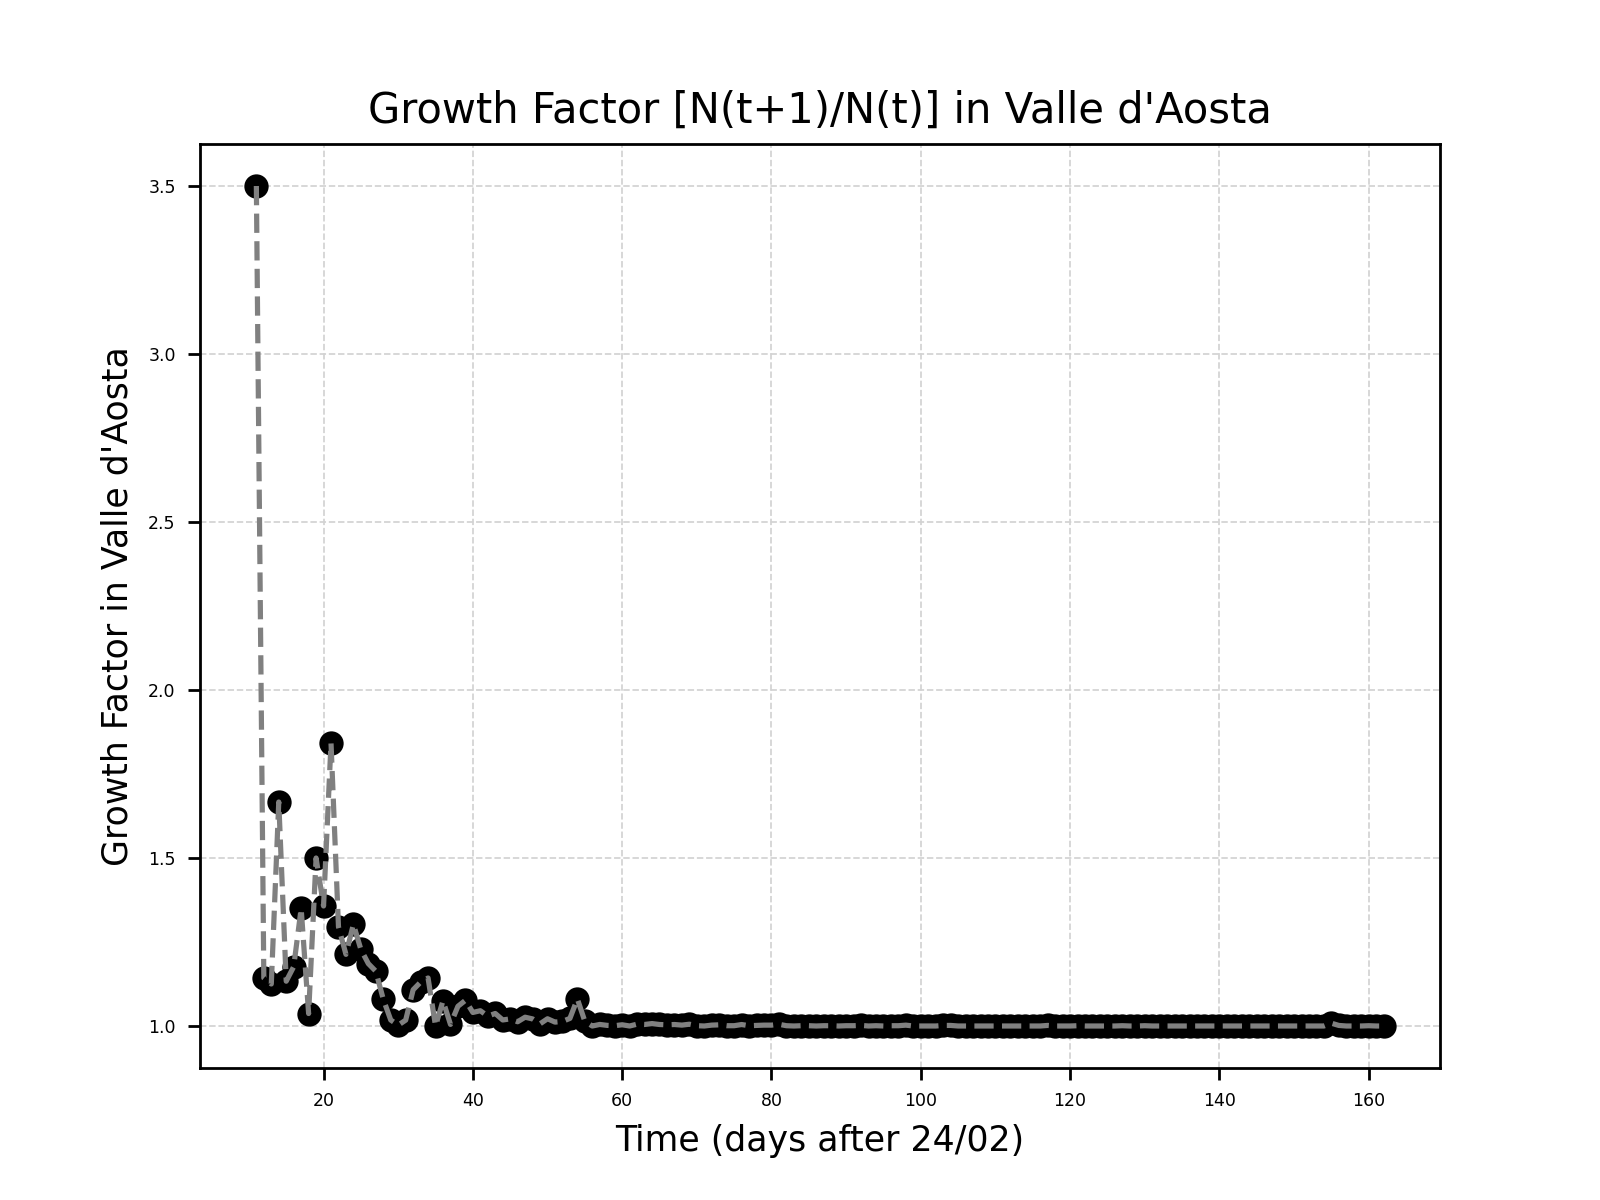 Growth Factor [N(t+1)/N(t)] in Valle d'Aosta
Growth Factor in Valle d'Aosta
3.5
3.0
2.5
2.0
1.5
1.0
20 40 60 80 100 120 140 160
Time (days after 24/02)